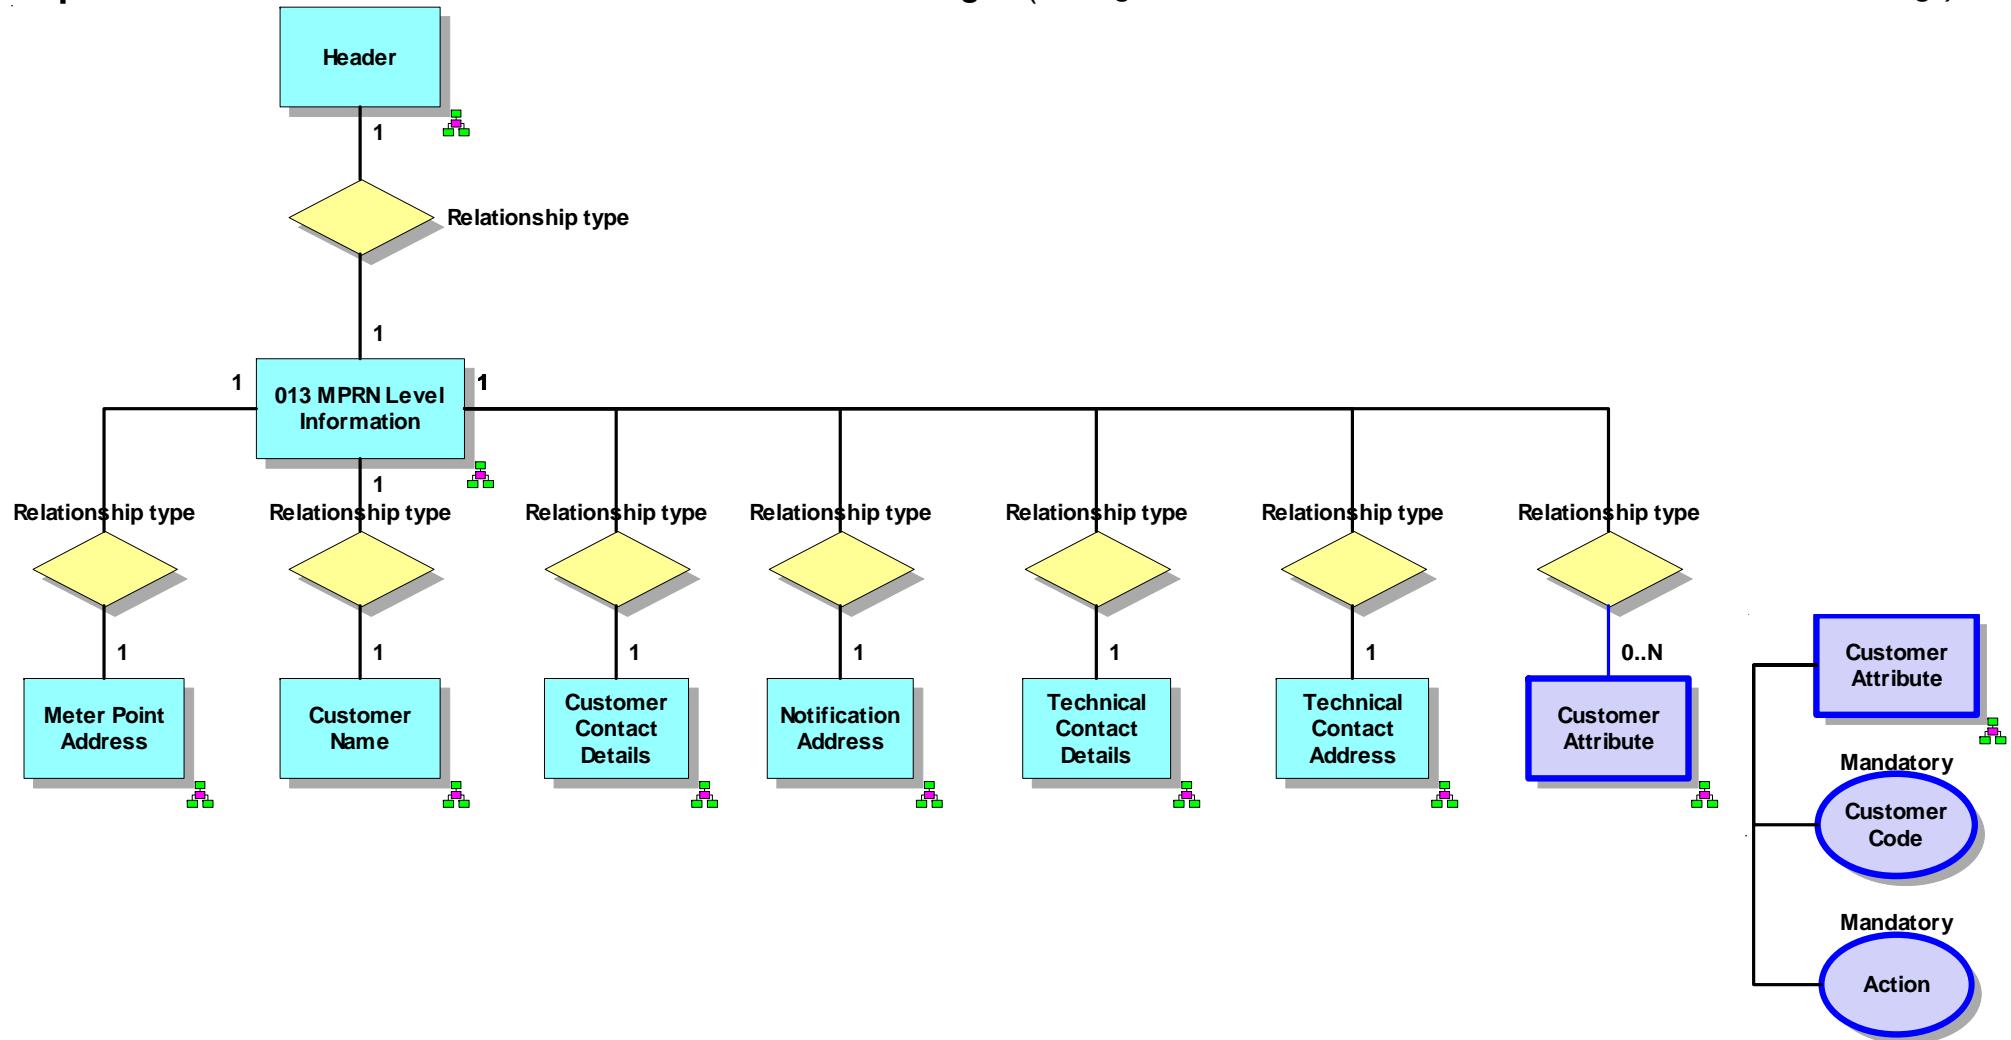 Header
1
Relationship type
1
1
013 MPRN Level
Information
1
1
Relationship type
Relationship type
Relationship type
Relationship type
Relationship type
Relationship type
Relationship type
1
1
1
1
1
1
0..N
Meter Point
Address
Customer
Name
Customer
Contact
Details
Notification
Address
Technical
Contact
Details
Technical
Contact
Address
Customer
Attribute
Customer
Attribute
Mandatory
Customer
Code
Mandatory
Action